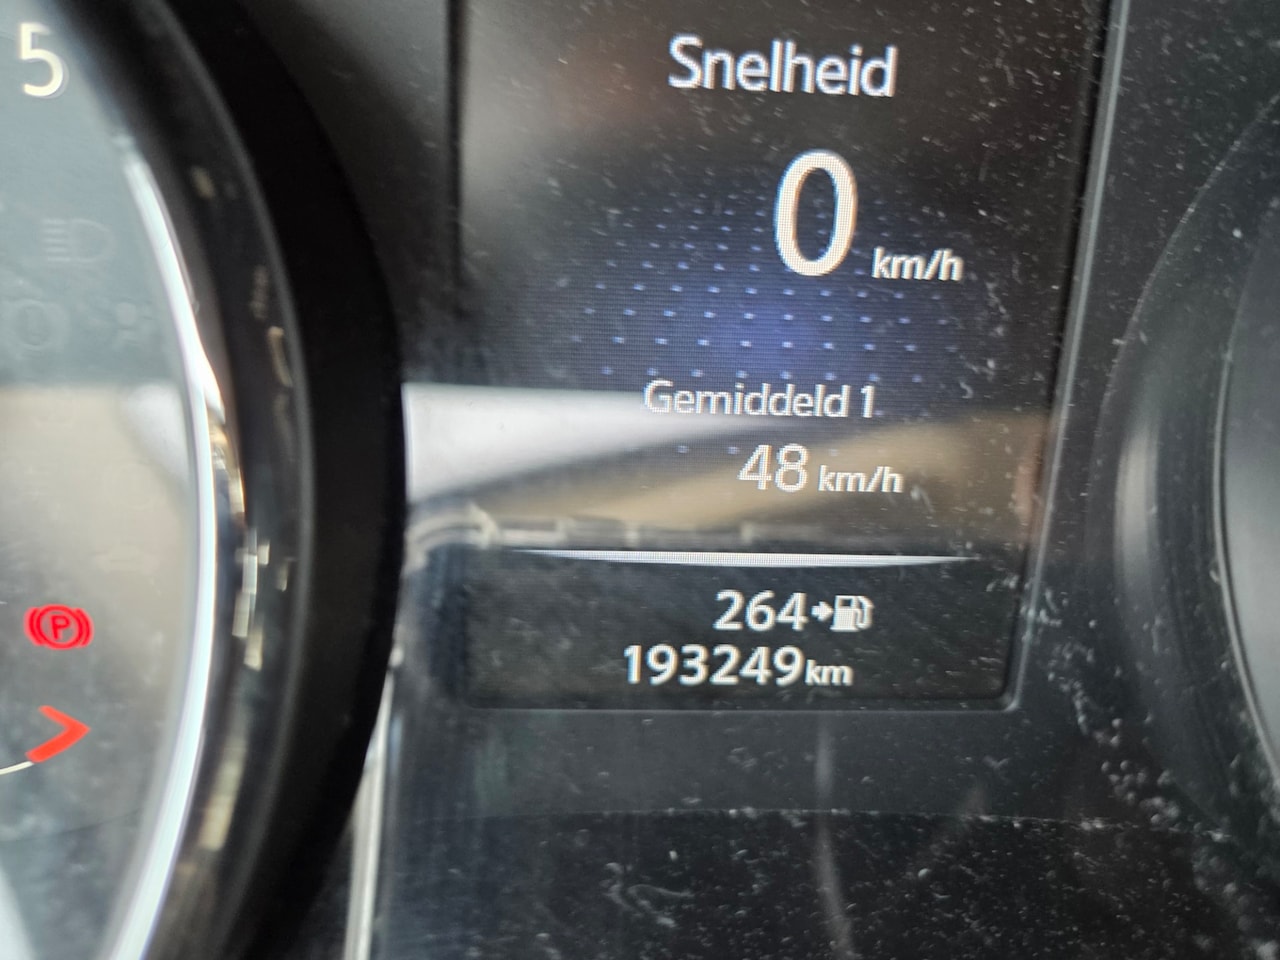 5
Snelheid
0 km/h
Gemiddeld 1
48 km/h
264
193249km
P